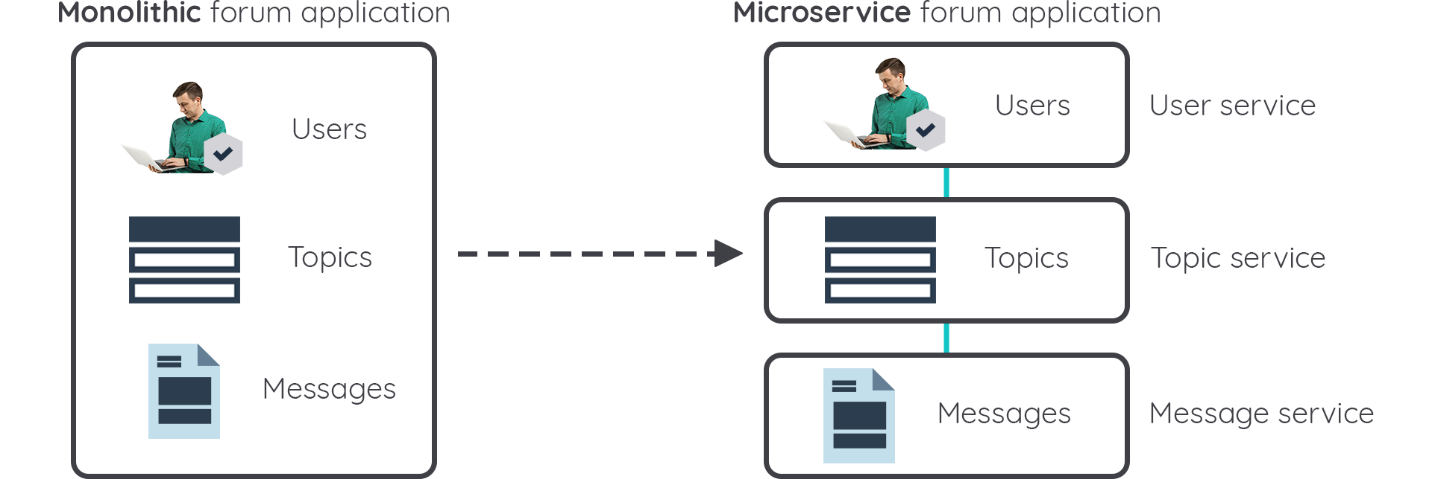 Monolithic forum application
Users
Topics
Messages
Microservice forum application
Users
User service
Topics
Topic service
Messages
Message service